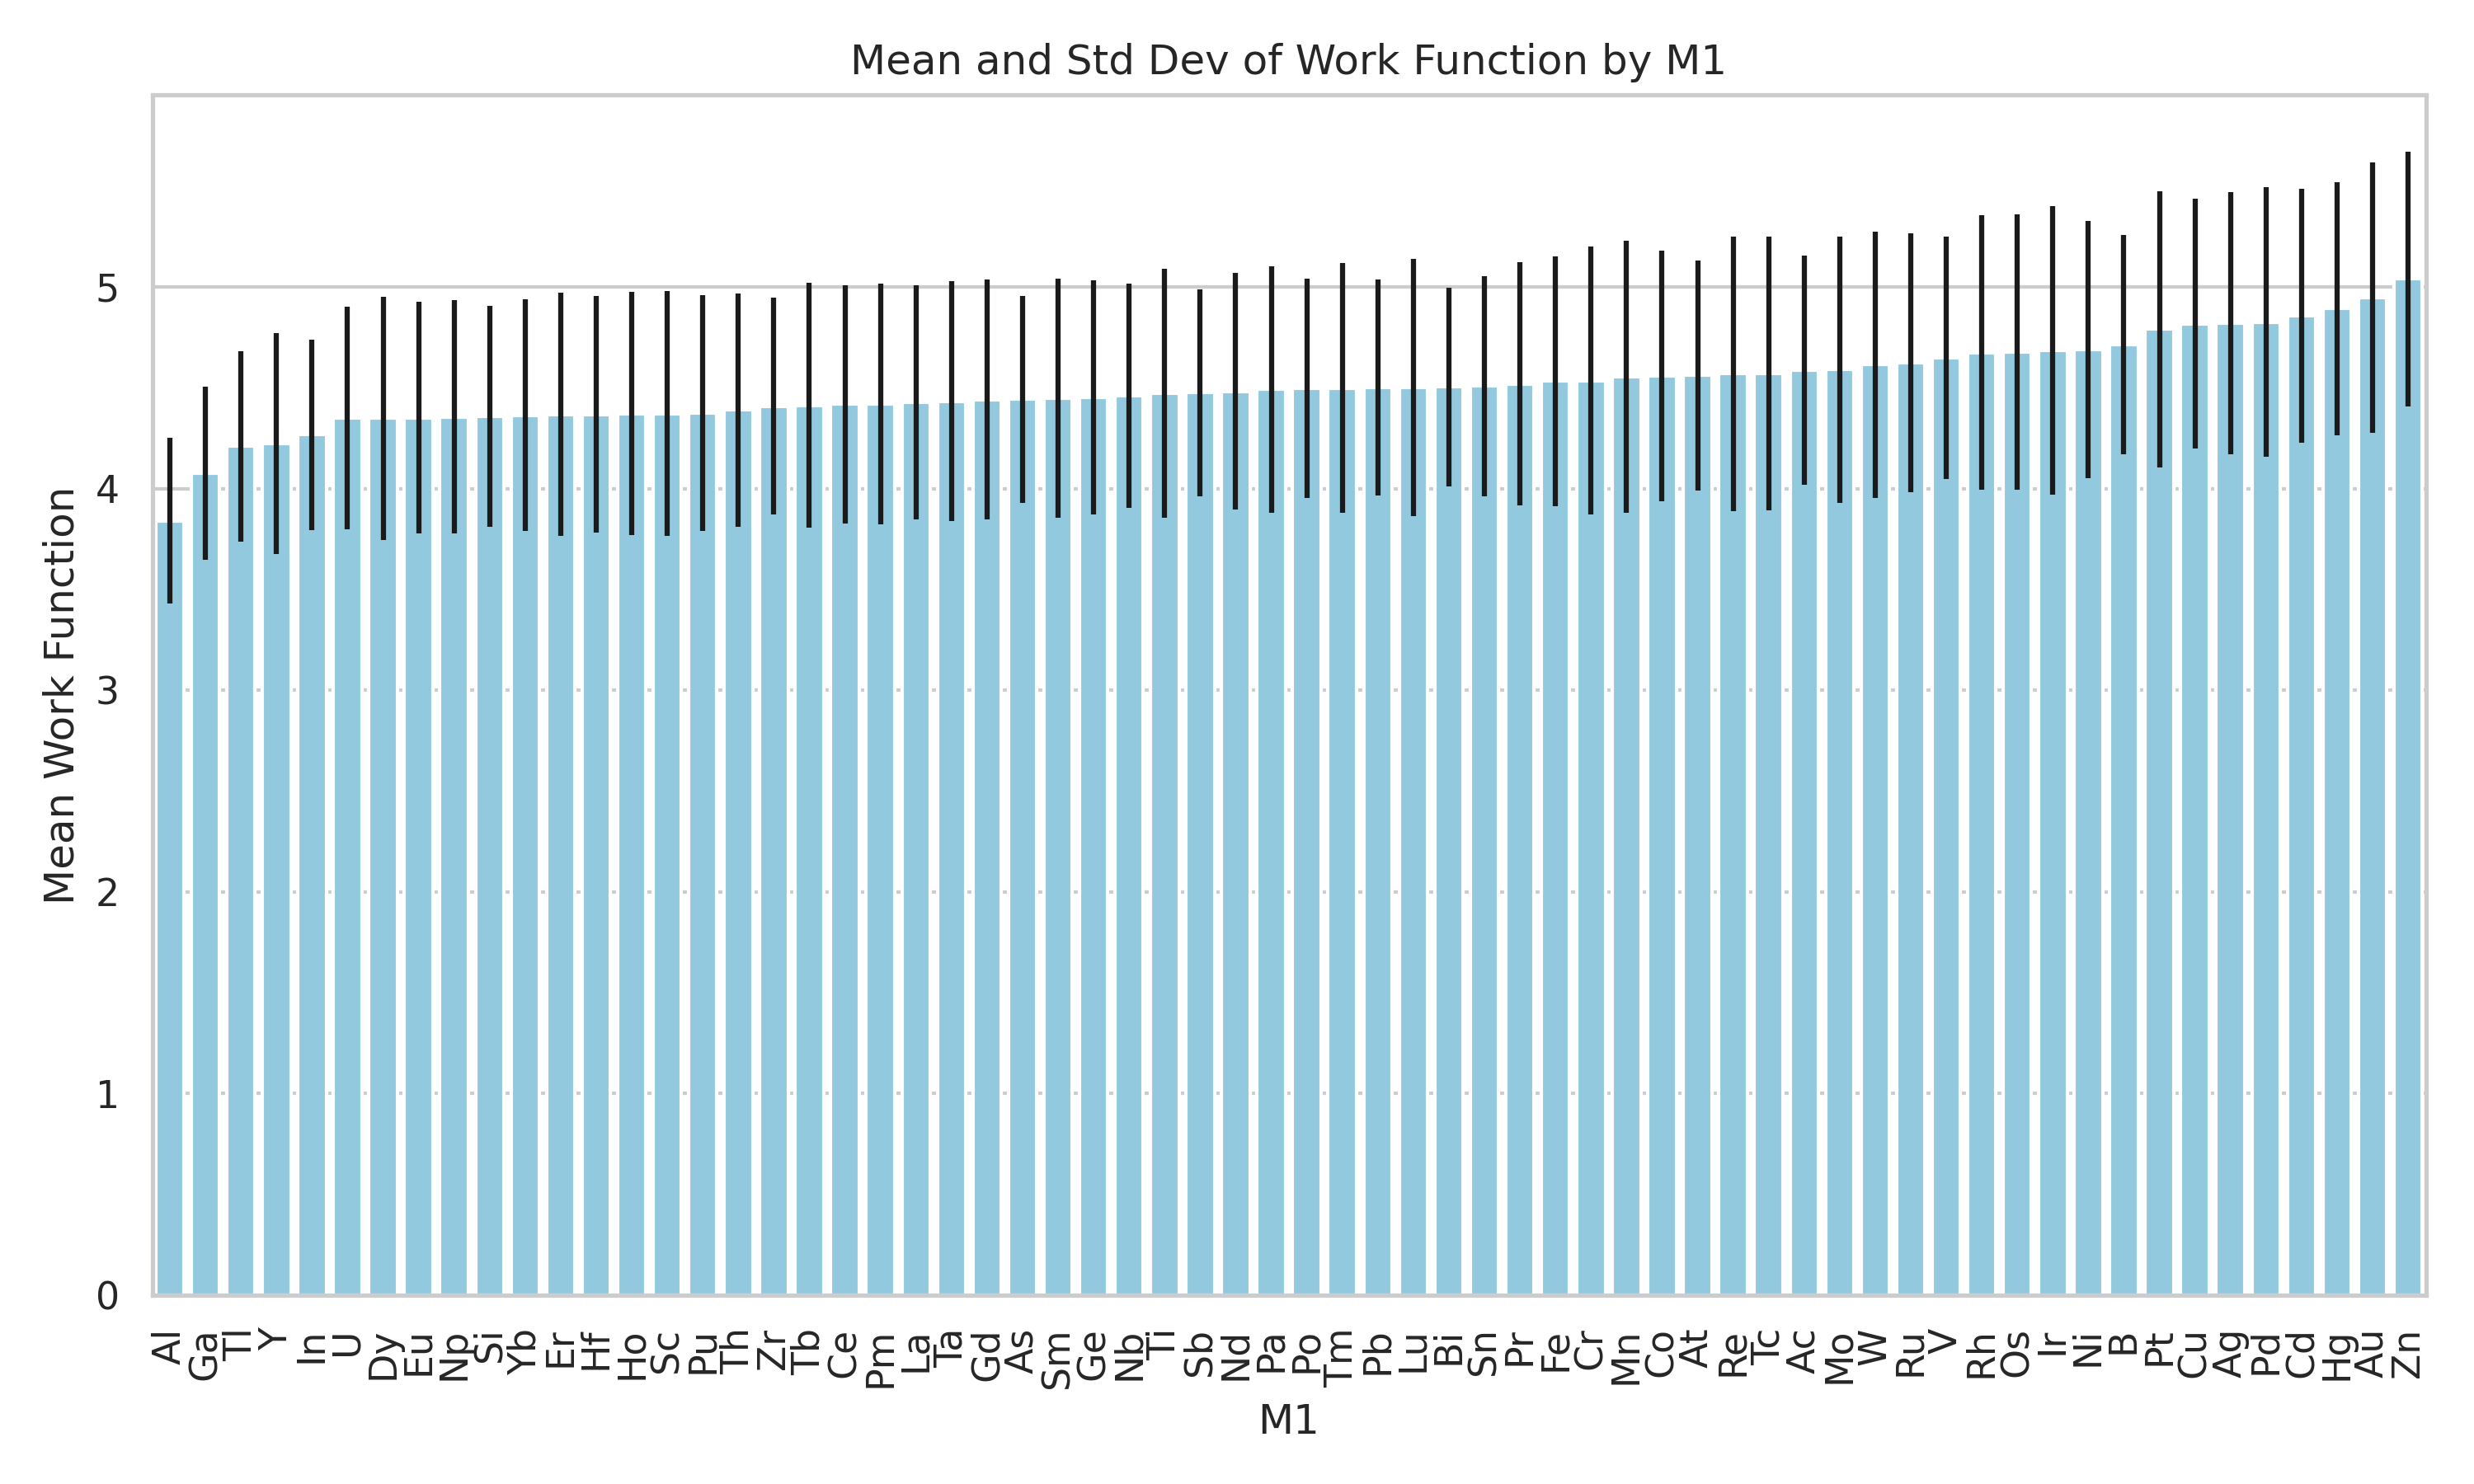 Mean and Std Dev of Work Function by M1
Mean Work Function
5
4
3
2
1
0
Al Ga Tl Y In U Dy Eu Np Si Yb Er Hf Ho Sc Pu Th Zr Tb Ce Pm La Ta Gd As Sm Ge Nb Ti Sb Nd Pa Po Tm Pb Lu Bi Sn Pr Fe Cr Mn Co At Re Tc Ac Mo W Ru V Rh Os Ir Ni B Pt Cu Ag Pd Cd Hg Au Zn
M1